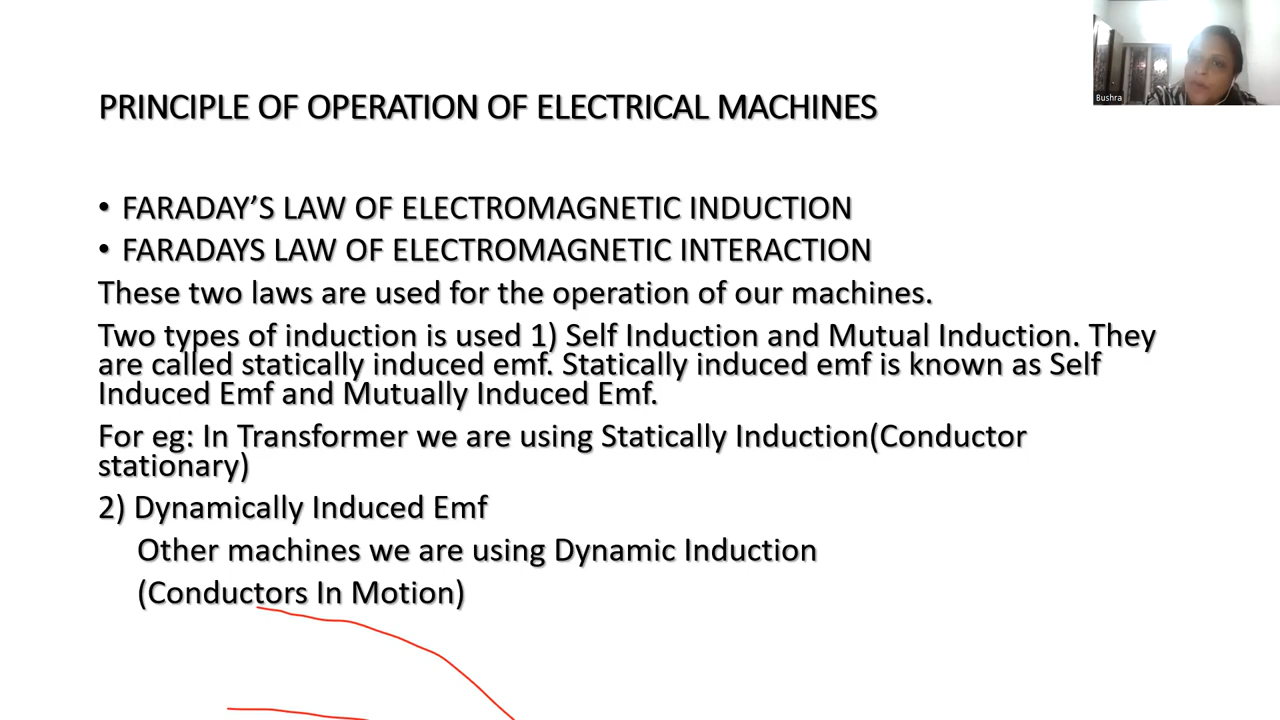 Bushra
PRINCIPLE OF OPERATION OF ELECTRICAL MACHINES
• FARADAY’S LAW OF ELECTROMAGNETIC INDUCTION
• FARADAYS LAW OF ELECTROMAGNETIC INTERACTION
These two laws are used for the operation of our machines.
Two types of induction is used 1) Self Induction and Mutual Induction. They
are called statically induced emf. Statically induced emf is known as Self
Induced Emf and Mutually Induced Emf.
For eg: In Transformer we are using Statically Induction(Conductor
stationary)
2) Dynamically Induced Emf
Other machines we are using Dynamic Induction
(Conductors In Motion)